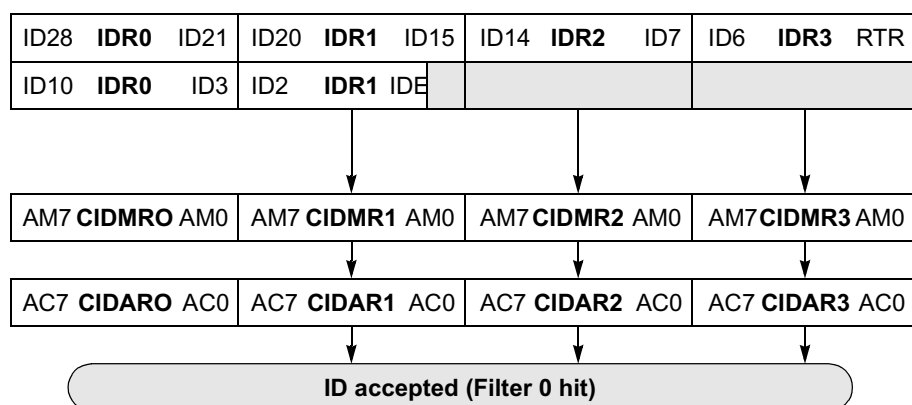 ID28 IDR0 ID21 ID20 IDR1 ID15 ID14 IDR2 ID7 ID6 IDR3 RTR
ID10 IDR0 ID3 ID2 IDR1 IDE
AM7 CIDMRO AM0 AM7 CIDMR1 AM0 AM7 CIDMR2 AM0 AM7 CIDMR3 AM0
AC7 CIDARO AC0 AC7 CIDAR1 AC0 AC7 CIDAR2 AC0 AC7 CIDAR3 AC0
ID accepted (Filter 0 hit)